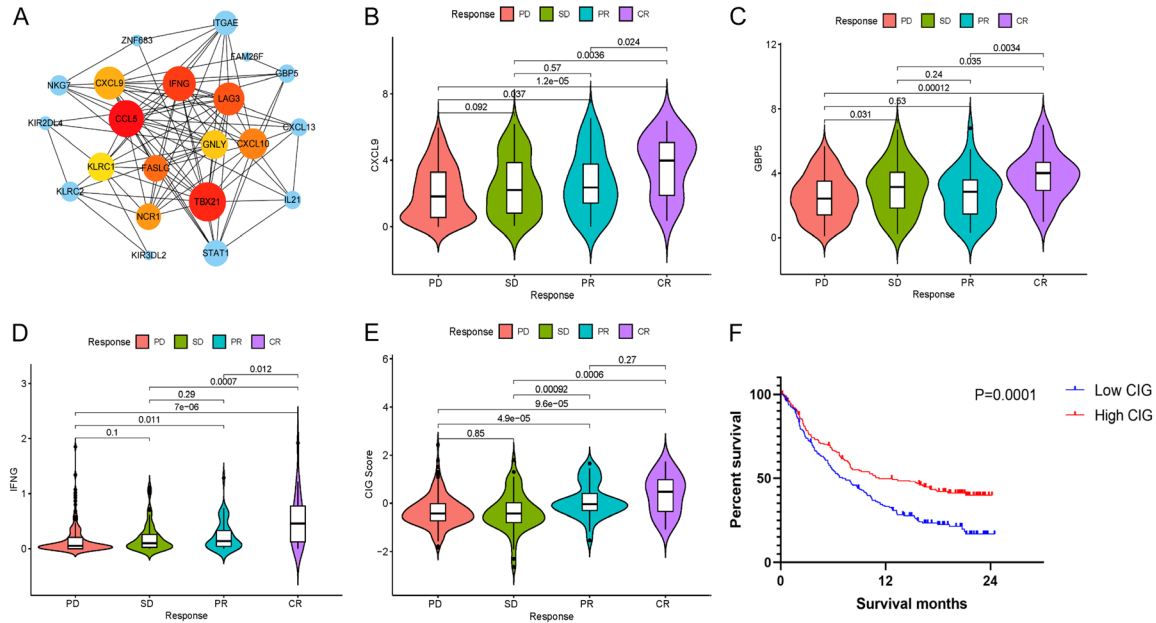 A
ITGAE
ZNF683
FAM26F
GBP5
NKG7
CXCL9
IFNG
LAG3
KIR2DL4
CCL5
CXCL13
GNLY
CXCL10
KLRC1
FASLG
KLRC2
IL21
TBX21
NCR1
KIR3DL2
STAT1
B
Response PD SD PR CR
0.024
0.0036
0.57
1.2e−05
0.037
0.092
8
4
0
CXCL9
PD SD PR CR
Response
C
Response PD SD PR CR
0.0034
0.035
0.24
0.00012
0.53
0.031
12
8
4
0
GBP5
PD SD PR CR
Response
D
Response PD SD PR CR
0.012
0.0007
0.29
7e−06
0.011
0.1
3
2
1
0
IFNG
PD SD PR CR
Response
E
Response PD SD PR CR
0.27
0.0006
0.00092
9.6e−05
4.9e−05
0.85
6
4
2
0
−2
CIG Score
PD SD PR CR
Response
F
P=0.0001
Low CIG
High CIG
100
50
0
Percent survival
0 12 24
Survival months